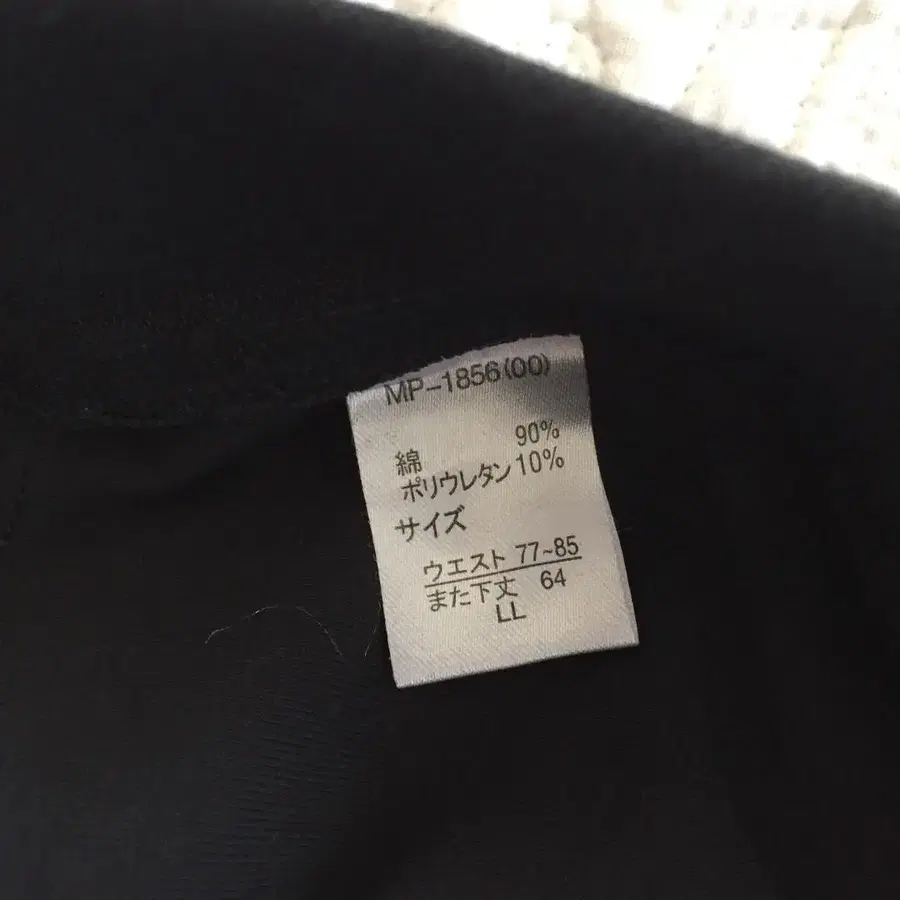 MP-1856(00)
綿 90%
ポリウレタン 10%
サイズ
ウエスト 77~85
また下丈 64
LL